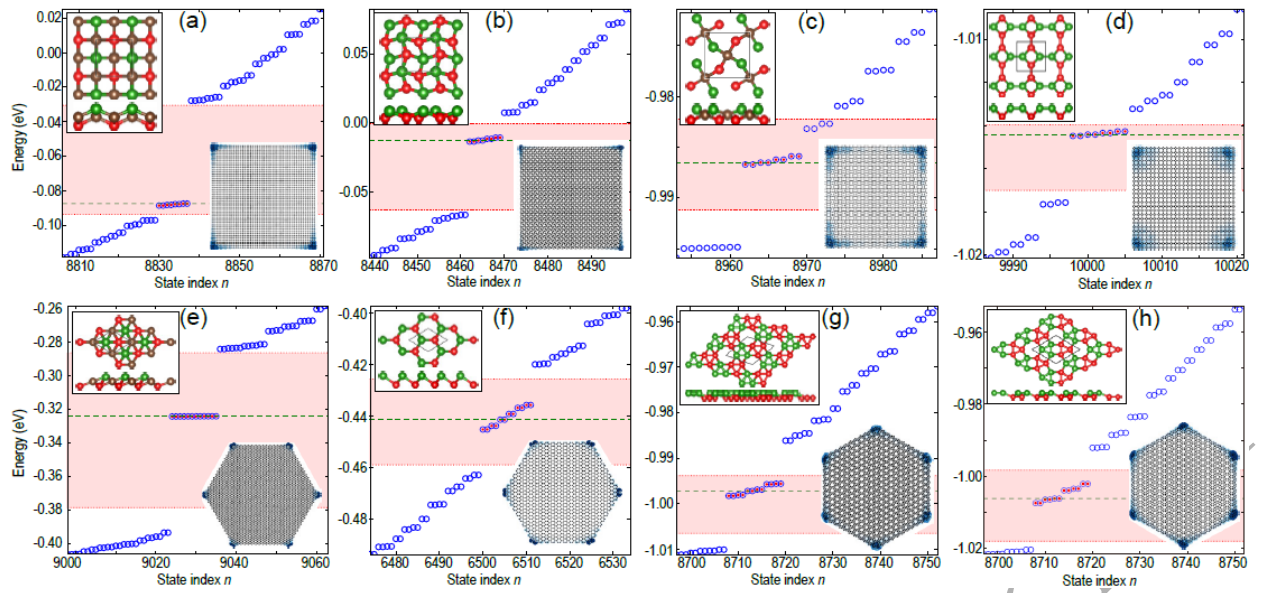 (a) (b) (c) (d)
0.02
0.00
-0.02
-0.04
-0.06
-0.08
-0.10
Energy (eV)
8810 8830 8850 8870
State index n
0.05
0.00
-0.05
8440 8450 8460 8470 8480 8490
State index n
-0.98
-0.99
8960 8970 8980
State index n
-1.01
-1.02
9990 10000 10010 10020
State index n
(e) (f) (g) (h)
-0.26
-0.28
-0.30
-0.32
-0.34
-0.36
-0.38
-0.40
Energy (eV)
9000 9020 9040 9060
State index n
-0.40
-0.42
-0.44
-0.46
-0.48
6480 6490 6500 6510 6520 6530
State index n
-0.96
-0.97
-0.98
-0.99
-1.00
-1.01
8700 8710 8720 8730 8740 8750
State index n
-0.96
-0.98
-1.00
-1.02
8700 8710 8720 8730 8740 8750
State index n